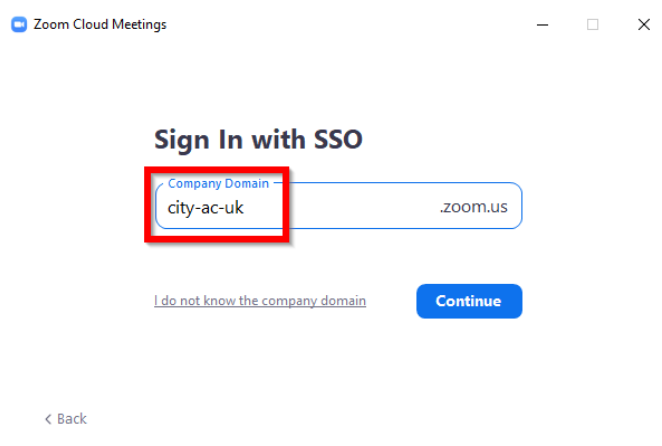 Zoom Cloud Meetings
Sign In with SSO
Company Domain
city-ac-uk .zoom.us
I do not know the company domain Continue
< Back